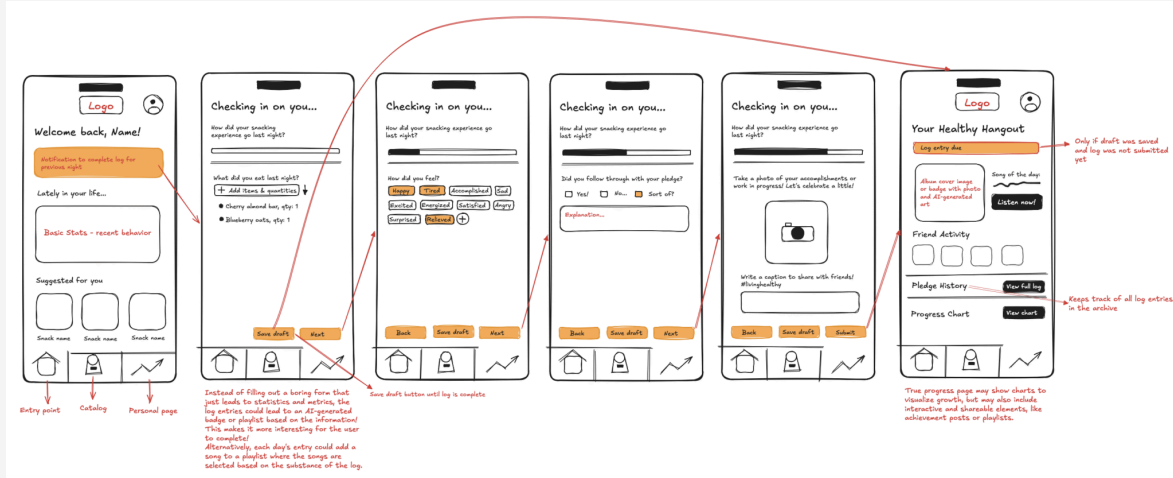 Logo
Welcome back, Name!
Notification to complete log for
previous night
Lately in your life...
Basic Stats - recent behavior
Suggested for you
Snack name
Snack name
Snack name
Entry point
Catalog
Personal page
Checking in on you...
How did your snacking
experience go last night?
What did you eat last night?
+ Add items & quantities
Cherry almond bar, qty: 1
Blueberry oats, qty: 1
Save draft
Next
Instead of filling out a boring form that
just leads to statistics and metrics, the
log entries could lead to an AI-generated
badge or playlist based on the information!
This makes it more interesting for the user
to complete!
Alternatively, each day's entry could add a
song to a playlist where the songs are
selected based on the substance of the log.
Save draft button until log is complete
Checking in on you...
How did your snacking experience go
last night?
How did you feel?
Happy
Tired
Accomplished
Sad
Excited
Energized
Satisfied
Angry
Surprised
Relieved
+
Back
Save draft
Next
Checking in on you...
How did your snacking experience go
last night?
Did you follow through with your pledge?
Yes!
No...
Sort of?
Explanation...
Back
Save draft
Next
Checking in on you...
How did your snacking experience go
last night?
Take a photo of your accomplishments or
work in progress! Let's celebrate a little!
Write a caption to share with friends!
#livinghealthy
Back
Save draft
Submit
Logo
Your Healthy Hangout
Log entry due
Only if draft was saved
and log was not submitted
yet
Album cover image
or badge with photo
and AI-generated
art
Song of the day:
Listen now!
Friend Activity
Pledge History
View full log
Keeps track of all log entries
in the archive
Progress Chart
View chart
True progress page may show charts to
visualize growth, but may also include
interactive and shareable elements, like
achievement posts or playlists.